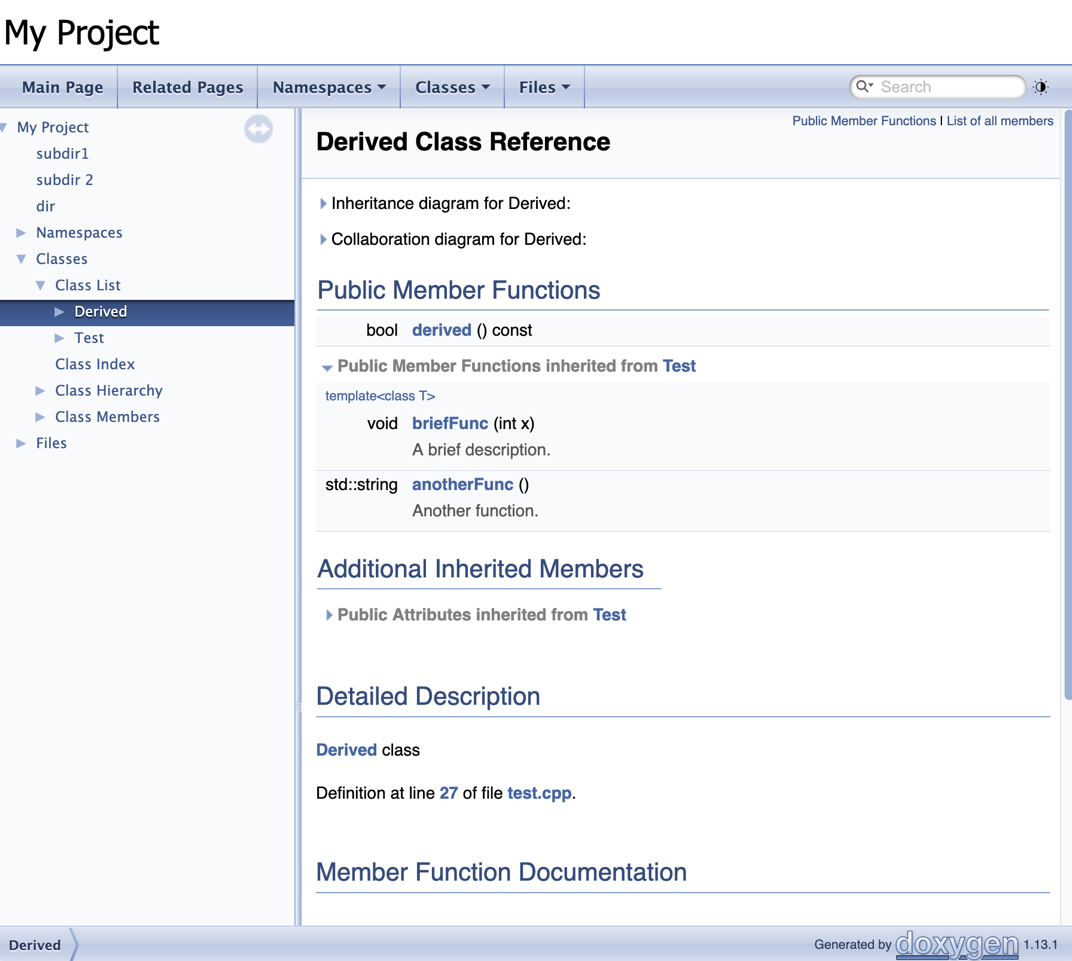 My Project
Main Page Related Pages Namespaces Classes Files Search
My Project
subdir1
subdir 2
dir
Namespaces
Classes
Class List
Derived
Test
Class Index
Class Hierarchy
Class Members
Files
Public Member Functions | List of all members
Derived Class Reference
Inheritance diagram for Derived:
Collaboration diagram for Derived:
Public Member Functions
bool derived () const
Public Member Functions inherited from Test
template<class T>
void briefFunc (int x)
A brief description.
std::string anotherFunc ()
Another function.
Additional Inherited Members
Public Attributes inherited from Test
Detailed Description
Derived class
Definition at line 27 of file test.cpp.
Member Function Documentation
Derived
Generated by doxygen 1.13.1